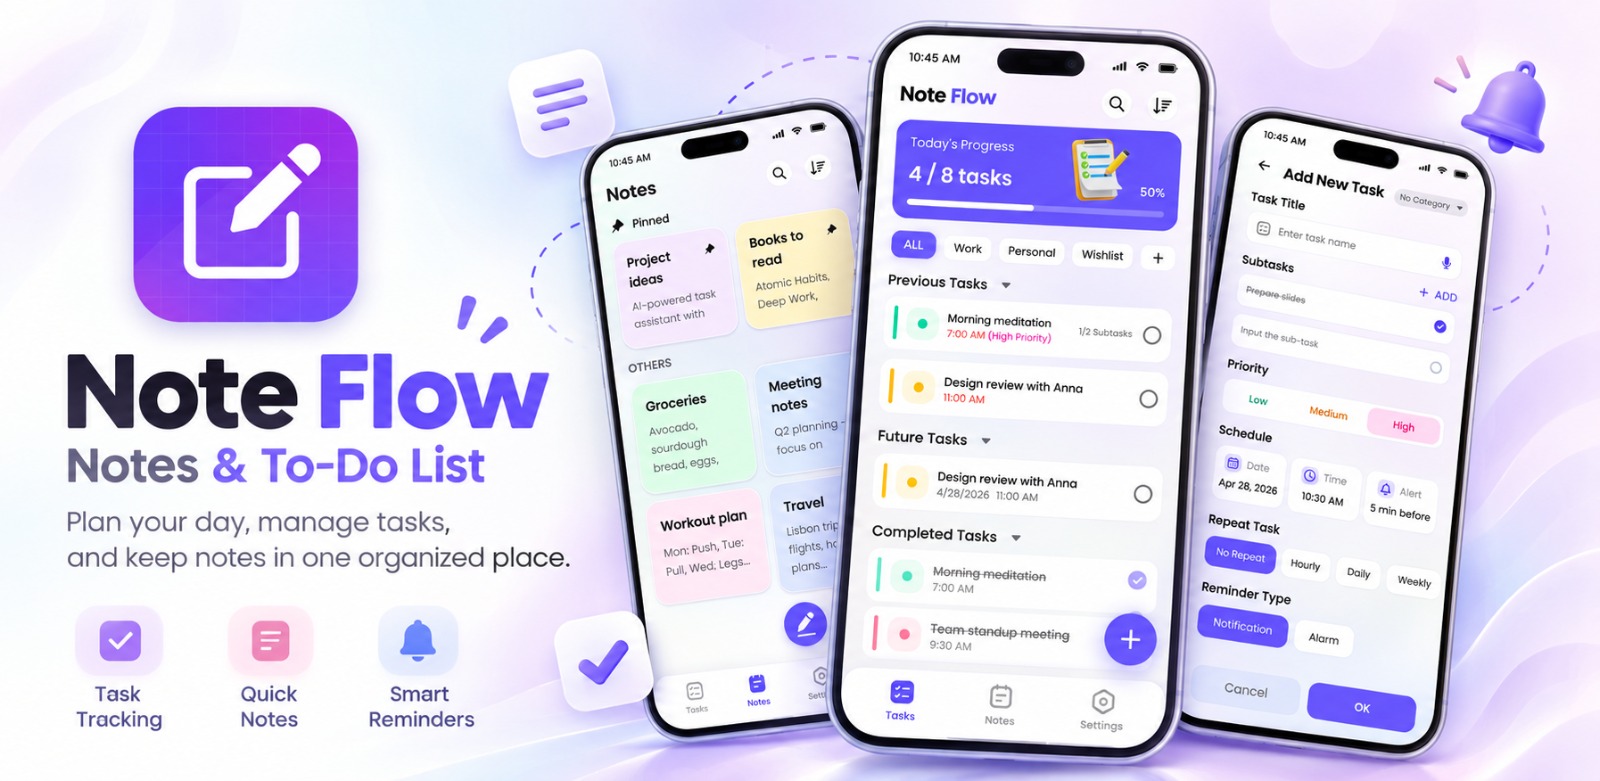 Note Flow
Notes & To-Do List
Plan your day, manage tasks,
and keep notes in one organized place.
Task
Tracking
Quick
Notes
Smart
Reminders
10:45 AM
Notes
Pinned
Project
ideas
AI-powered task
assistant with
Books to
read
Atomic Habits,
Deep Work,
OTHERS
Groceries
Avocado,
sourdough
bread, eggs,
Meeting
notes
Q2 planning -
focus on
Workout plan
Mon: Push, Tue:
Pull, Wed: Legs...
Travel
Lisbon trip
flights, ho
plans...
Tasks
Notes
Setti
10:45 AM
Note Flow
Today's Progress
4 / 8 tasks
50%
ALL
Work
Personal
Wishlist
+
Previous Tasks
Morning meditation
7:00 AM (High Priority)
1/2 Subtasks
Design review with Anna
11:00 AM
Future Tasks
Design review with Anna
4/28/2026 11:00 AM
Completed Tasks
Morning meditation
7:00 AM
Team standup meeting
9:30 AM
+
Tasks
Notes
Settings
10:45 AM
Add New Task
No Category
Task Title
Enter task name
Subtasks
+ ADD
Prepare slides
Input the sub-task
Priority
Low
Medium
High
Schedule
Date
Apr 28, 2026
Time
10:30 AM
Alert
5 min before
Repeat Task
No Repeat
Hourly
Daily
Weekly
Reminder Type
Notification
Alarm
Cancel
OK